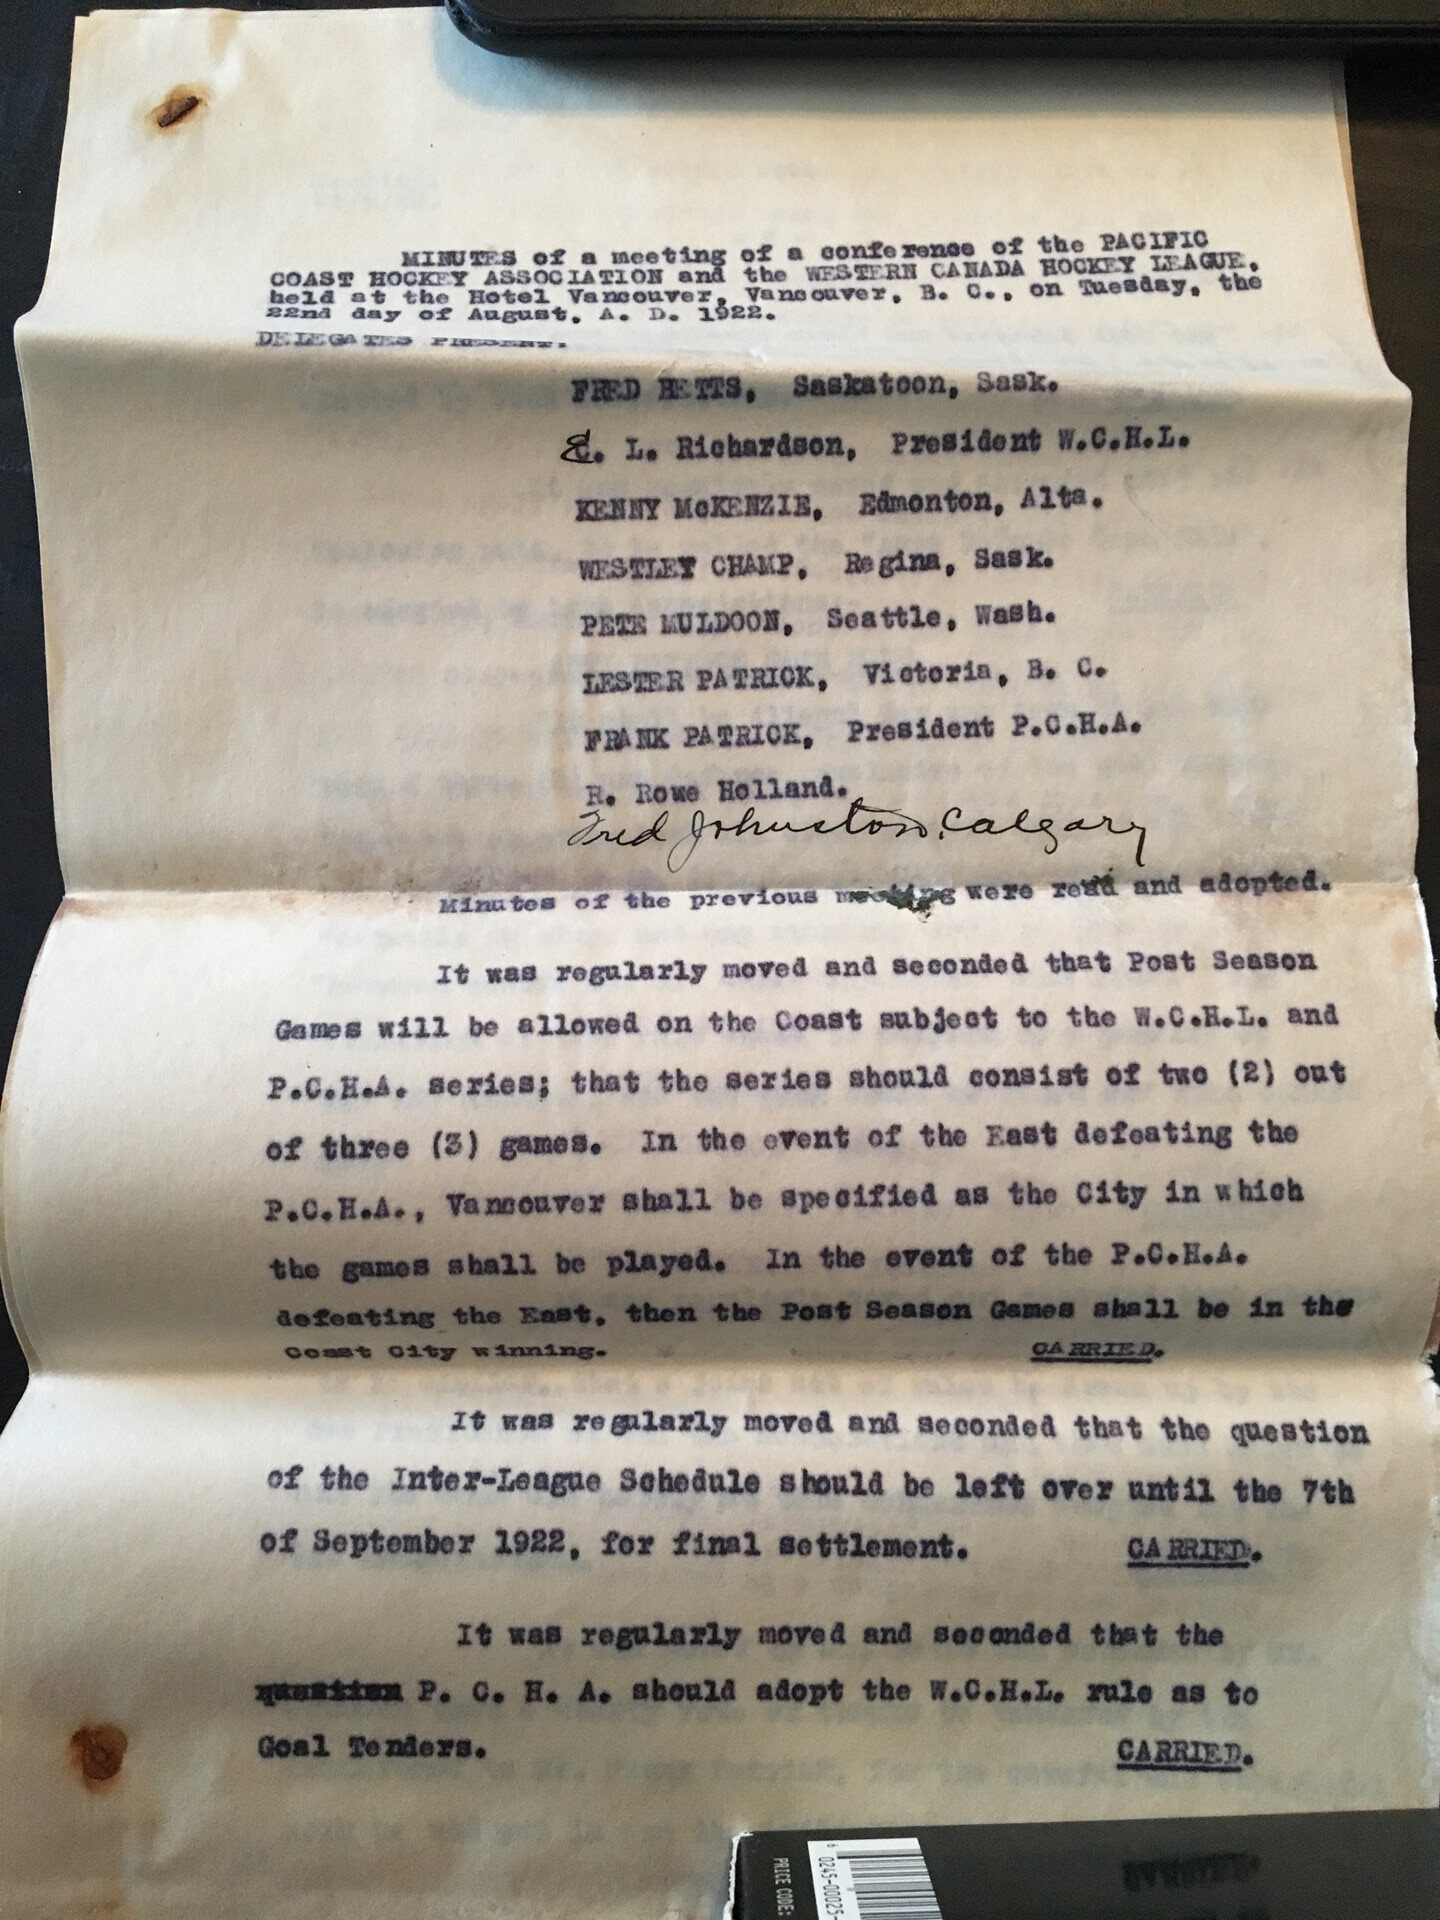 MINUTES of a meeting of a conference of the PACIFIC
COAST HOCKEY ASSOCIATION and the WESTERN CANADA HOCKEY LEAGUE,
held at the Hotel Vancouver, Vancouver, B. C., on Tuesday, the
22nd day of August, A. D. 1922.
DELEGATES PRESENT.
FRED BETTS, Saskatoon, Sask.
E. L. Richardson, President W.C.H.L.
KENNY McKENZIE, Edmonton, Alta.
WESTLEY CHAMP, Regina, Sask.
PETE MULDOON, Seattle, Wash.
LESTER PATRICK, Victoria, B. C.
FRANK PATRICK, President P.C.H.A.
R. Rowe Holland.
Fred Johnston, Calgary
Minutes of the previous meeting were read and adopted.
It was regularly moved and seconded that Post Season
Games will be allowed on the Coast subject to the W.C.H.L. and
P.C.H.A. series; that the series should consist of two (2) out
of three (3) games. In the event of the East defeating the
P.C.H.A., Vancouver shall be specified as the City in which
the games shall be played. In the event of the P.C.H.A.
defeating the East, then the Post Season Games shall be in the
Coast City winning. CARRIED.
It was regularly moved and seconded that the question
of the Inter-League Schedule should be left over until the 7th
of September 1922, for final settlement. CARRIED.
It was regularly moved and seconded that the
question P. C. H. A. should adopt the W.C.H.L. rule as to
Goal Tenders. CARRIED.
PRICE CODE:
6 0245-00025-